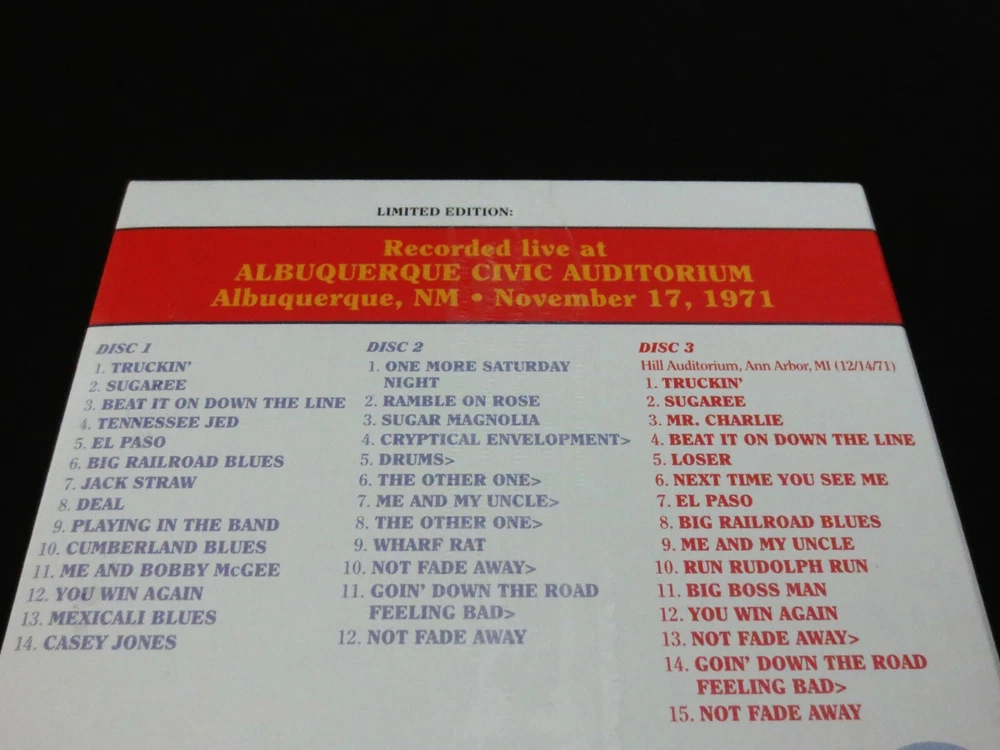 LIMITED EDITION:
Recorded live at
ALBUQUERQUE CIVIC AUDITORIUM
Albuquerque, NM • November 17, 1971
DISC 1
1. TRUCKIN'
2. SUGAREE
3. BEAT IT ON DOWN THE LINE
4. TENNESSEE JED
5. EL PASO
6. BIG RAILROAD BLUES
7. JACK STRAW
8. DEAL
9. PLAYING IN THE BAND
10. CUMBERLAND BLUES
11. ME AND BOBBY McGEE
12. YOU WIN AGAIN
13. MEXICALI BLUES
14. CASEY JONES
DISC 2
1. ONE MORE SATURDAY
NIGHT
2. RAMBLE ON ROSE
3. SUGAR MAGNOLIA
4. CRYPTICAL ENVELOPMENT>
5. DRUMS>
6. THE OTHER ONE>
7. ME AND MY UNCLE>
8. THE OTHER ONE>
9. WHARF RAT
10. NOT FADE AWAY>
11. GOIN' DOWN THE ROAD
FEELING BAD>
12. NOT FADE AWAY
DISC 3
Hill Auditorium, Ann Arbor, MI (12/14/71)
1. TRUCKIN'
2. SUGAREE
3. MR. CHARLIE
4. BEAT IT ON DOWN THE LINE
5. LOSER
6. NEXT TIME YOU SEE ME
7. EL PASO
8. BIG RAILROAD BLUES
9. ME AND MY UNCLE
10. RUN RUDOLPH RUN
11. BIG BOSS MAN
12. YOU WIN AGAIN
13. NOT FADE AWAY>
14. GOIN' DOWN THE ROAD
FEELING BAD>
15. NOT FADE AWAY